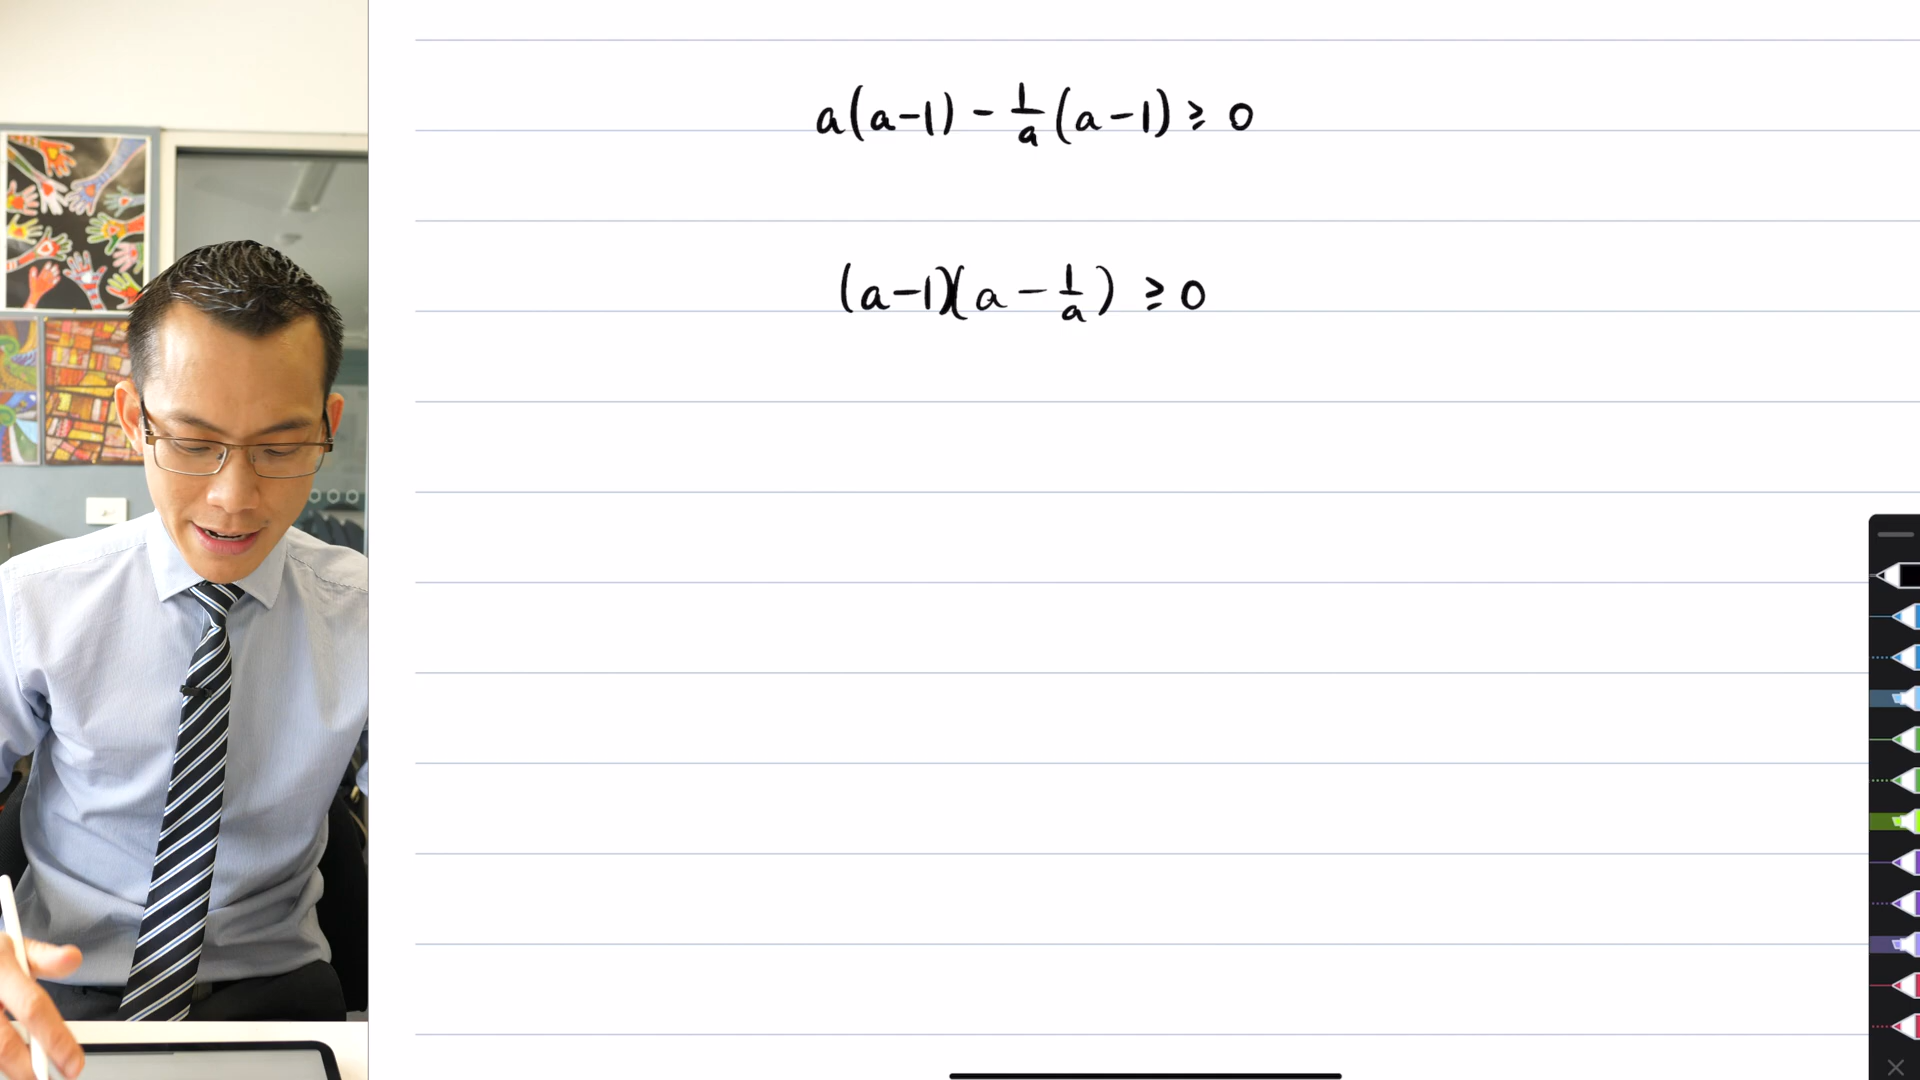 a(a-1) - 1/a (a-1) ≥ 0
(a-1)(a - 1/a) ≥ 0